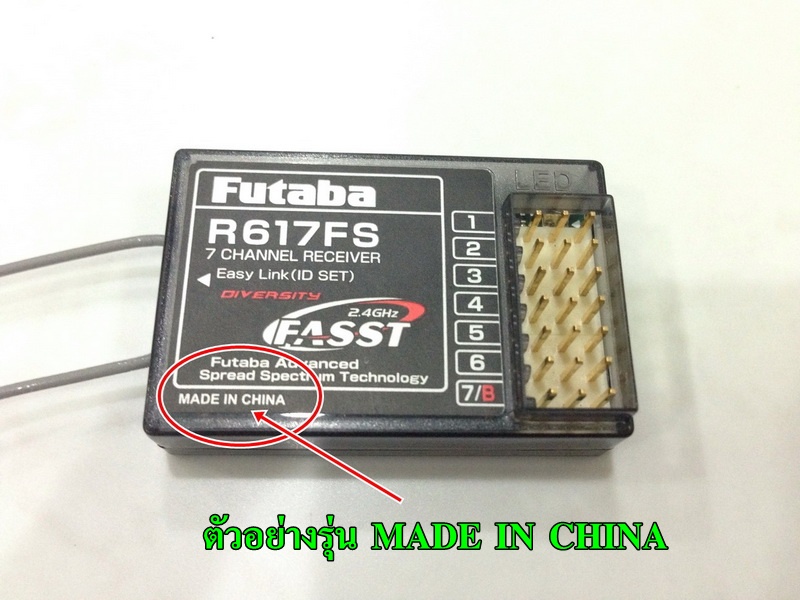 Futaba
R617FS
7 CHANNEL RECEIVER
Easy Link(ID SET)
DIVERSITY
2.4GHz
FASST
Futaba Advanced
Spread Spectrum Technology
MADE IN CHINA
LED
1
2
3
4
5
6
7/B
ตัวอย่างรุ่น MADE IN CHINA